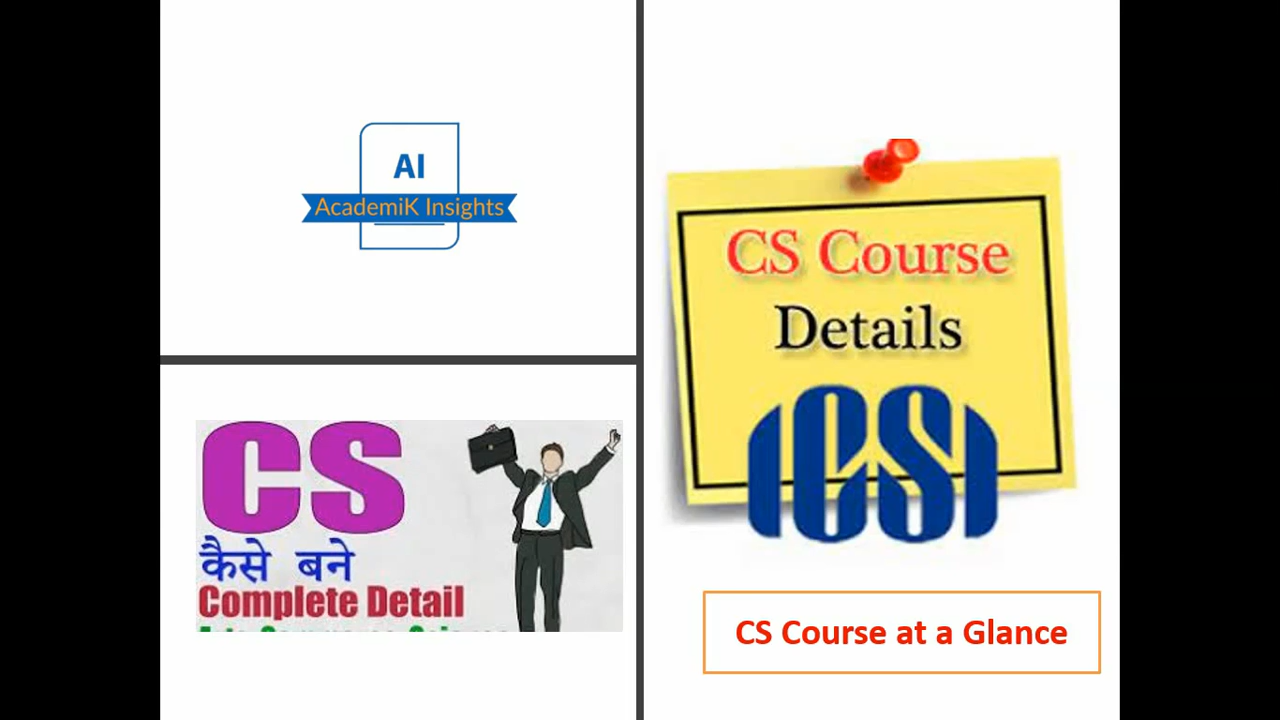 AI
AcademiK Insights
CS
कैसे बने
Complete Detail
CS Course
Details
ICSI
CS Course at a Glance